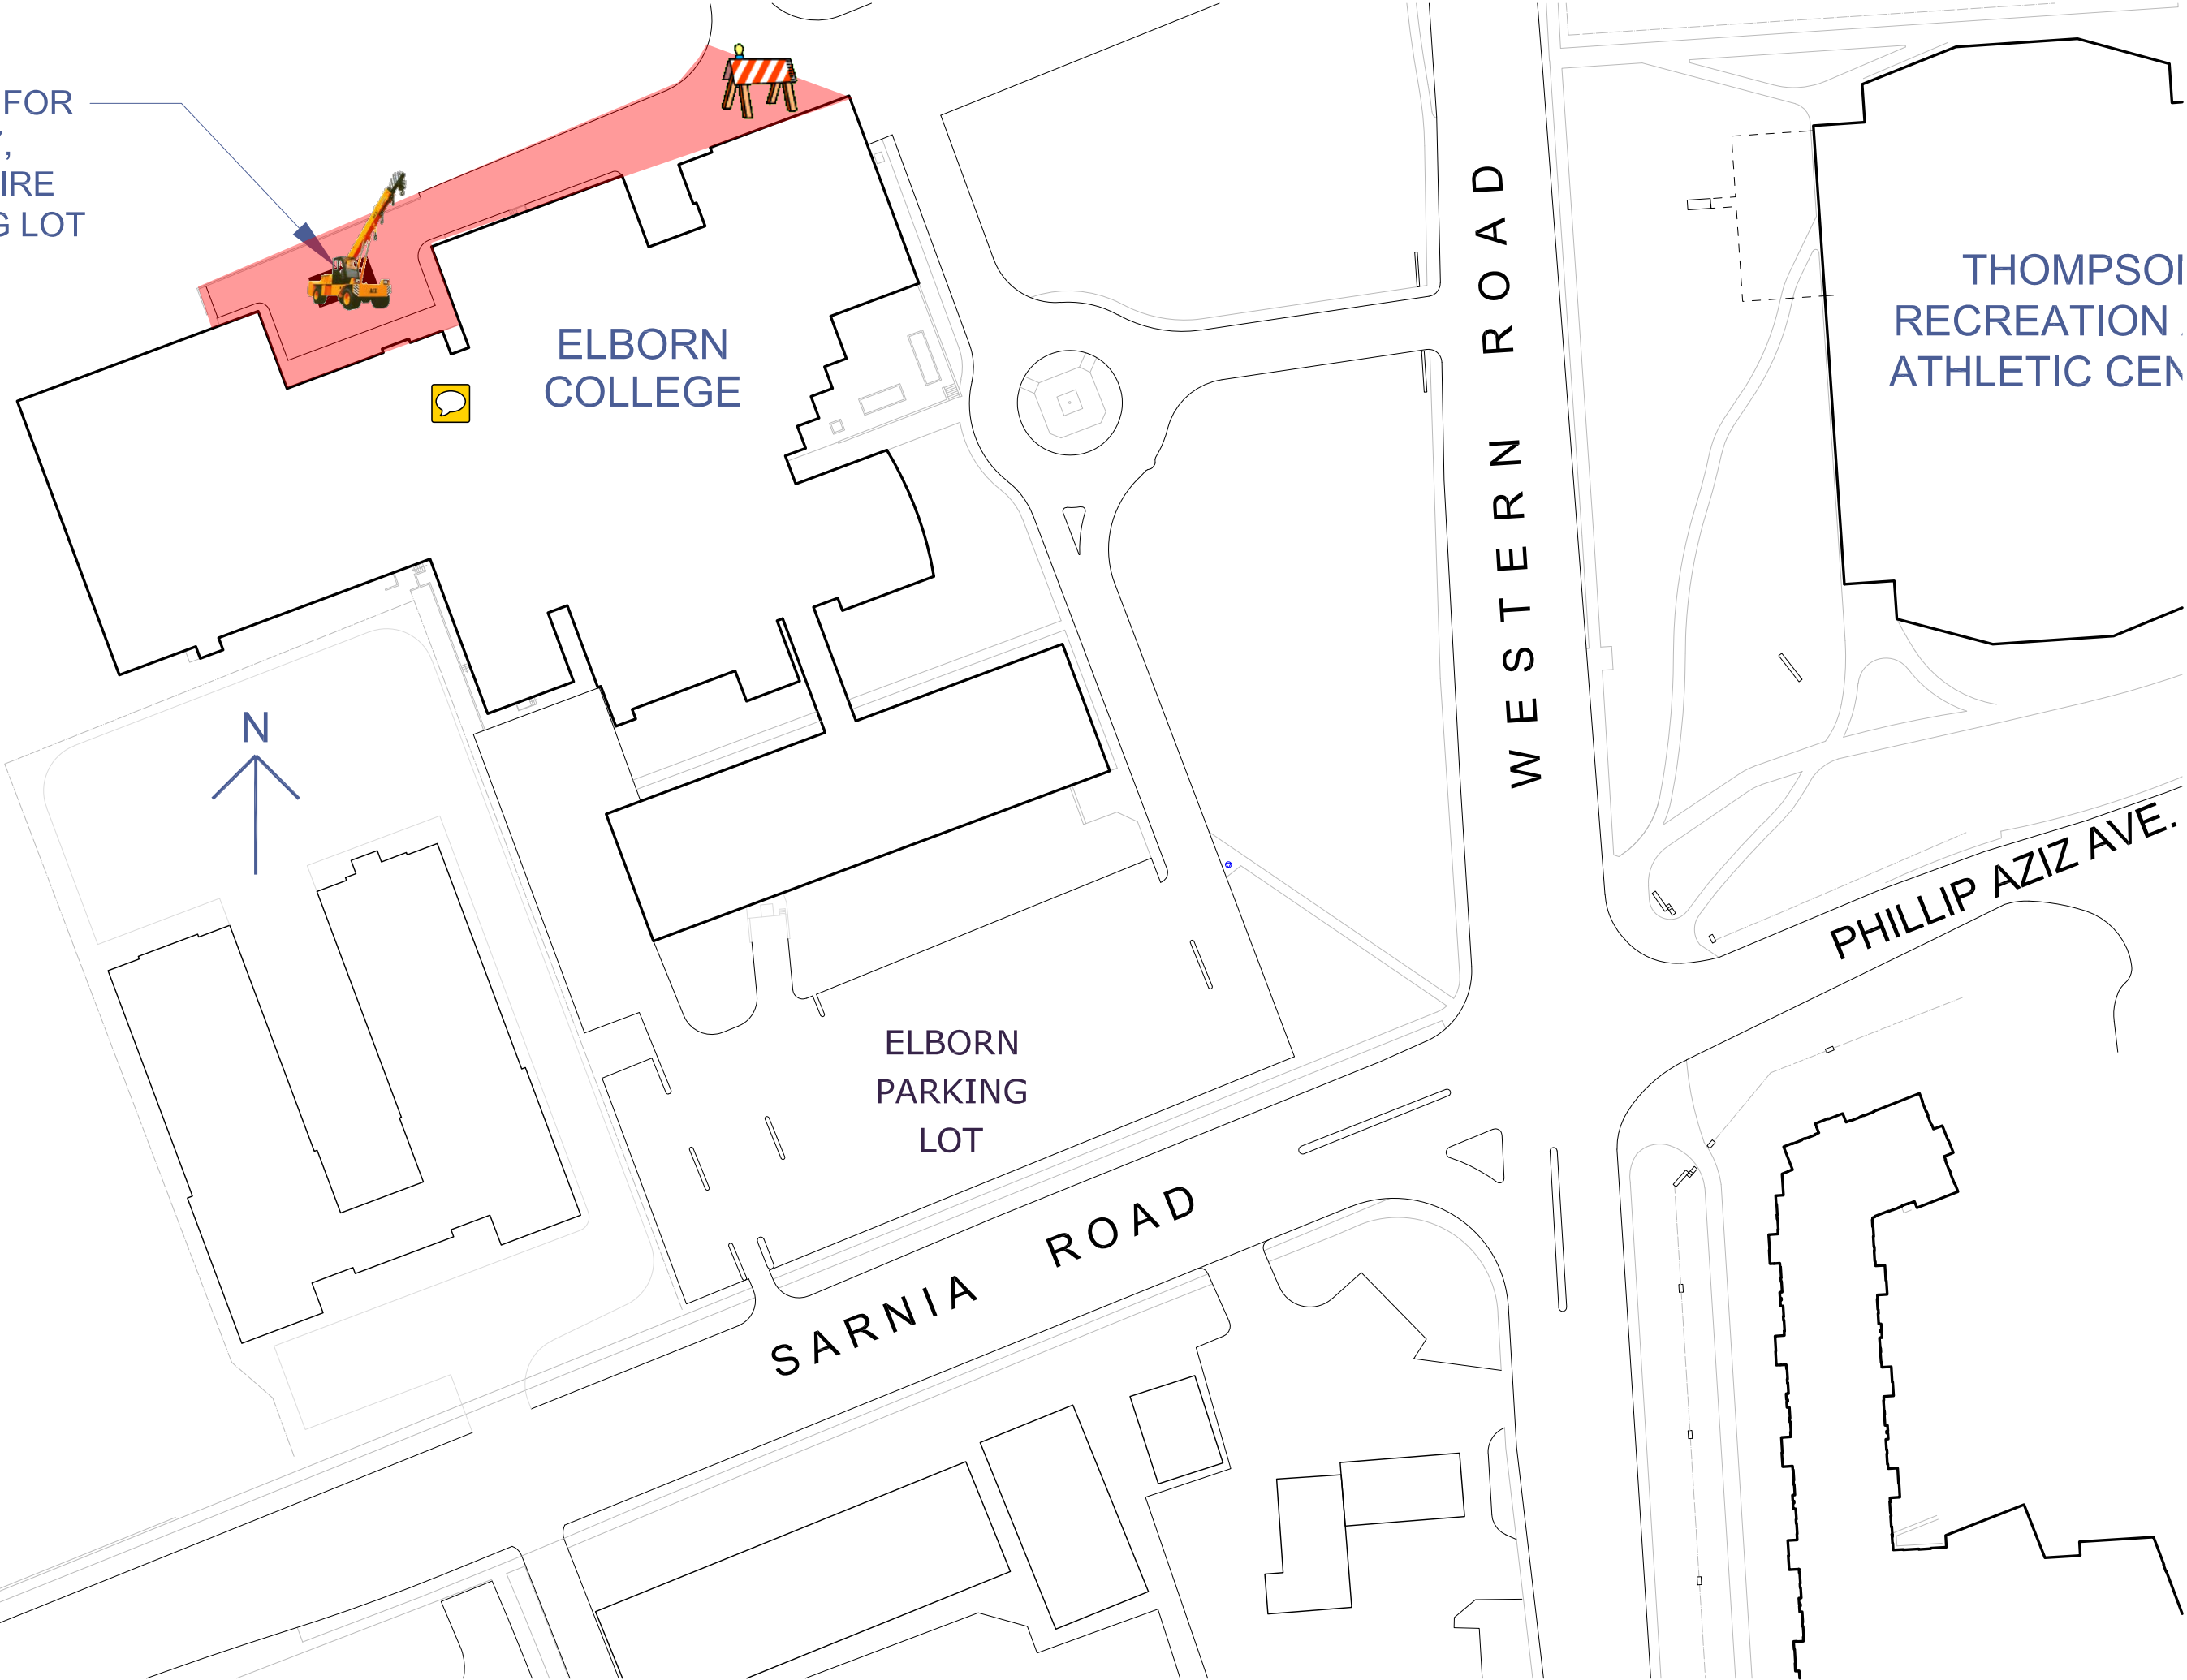 FOR
,
IRE
G LOT
ELBORN
COLLEGE
THOMPSO
RECREATION
ATHLETIC CEN
WESTERN ROAD
N
PHILLIP AZIZ AVE.
ELBORN
PARKING
LOT
SARNIA ROAD